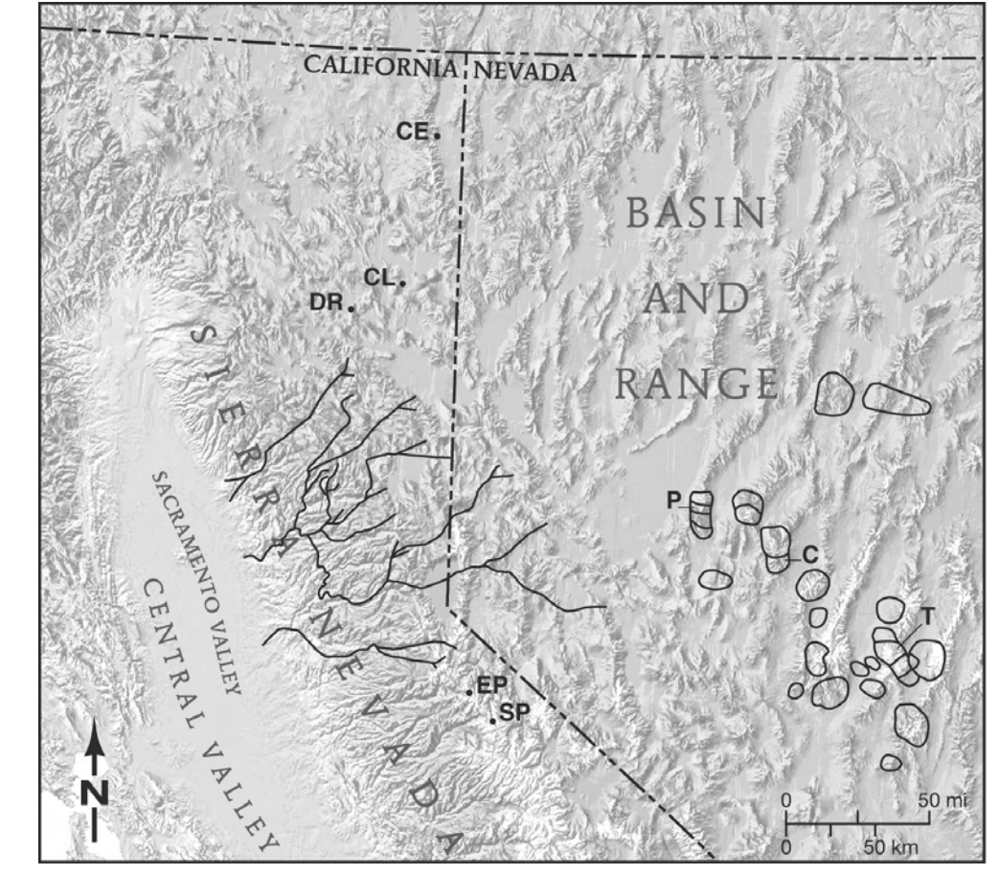 CALIFORNIA NEVADA
CE
BASIN
AND
RANGE
CL
DR
SIERRA NEVADA
SACRAMENTO VALLEY
CENTRAL VALLEY
P
C
T
EP
SP
N
0 50 mi
0 50 km